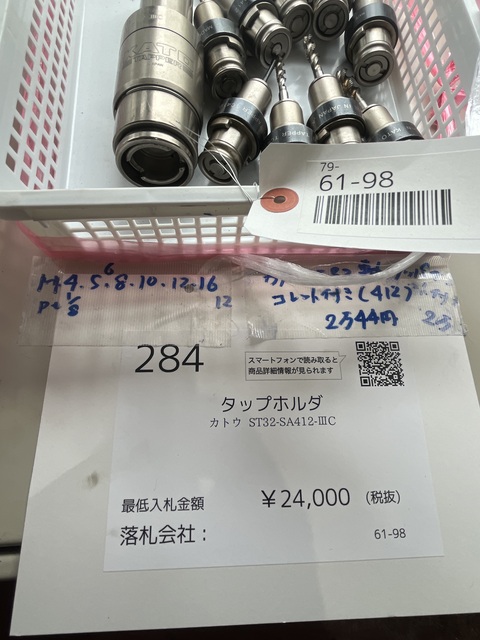 IIIC
KATO
79-
61-98
M4.5.6.8.10.12.16
P+1/8
12
コレット付ミ(412)
2344円
284
スマートフォンで読み取ると
商品詳細情報が見られます
タップホルダ
カトウ ST32-SA412-ⅢC
最低入札金額 ¥24,000 (税抜)
落札会社:
61-98